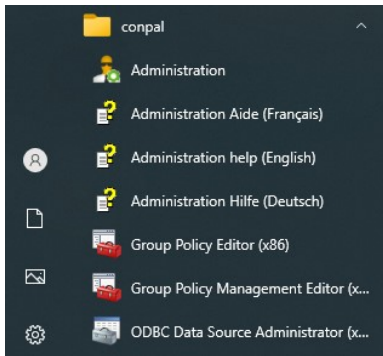 conpal
Administration
Administration Aide (Français)
Administration help (English)
Administration Hilfe (Deutsch)
Group Policy Editor (x86)
Group Policy Management Editor (x...
ODBC Data Source Administrator (x...